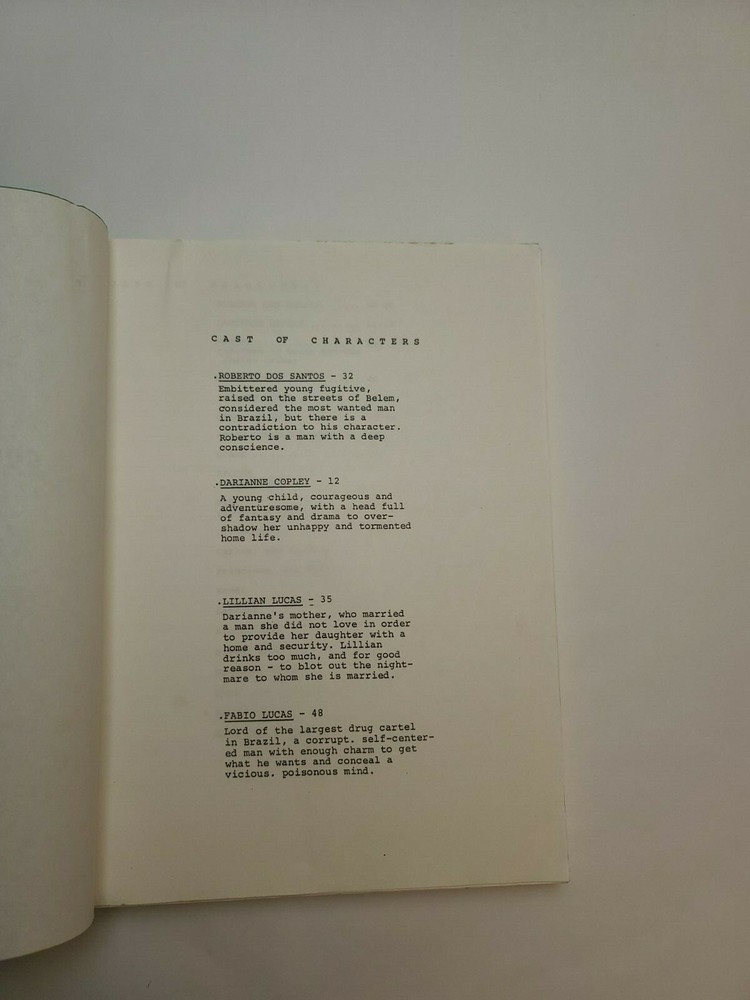 CAST OF CHARACTERS
.ROBERTO DOS SANTOS - 32
Embittered young fugitive,
raised on the streets of Belem,
considered the most wanted man
in Brazil, but there is a
contradiction to his character.
Roberto is a man with a deep
conscience.
.DARIANNE COPLEY - 12
A young child, courageous and
adventuresome, with a head full
of fantasy and drama to over-
shadow her unhappy and tormented
home life.
.LILLIAN LUCAS - 35
Darianne's mother, who married
a man she did not love in order
to provide her daughter with a
home and security. Lillian
drinks too much, and for good
reason - to blot out the night-
mare to whom she is married.
.FABIO LUCAS - 48
Lord of the largest drug cartel
in Brazil, a corrupt. self-center-
ed man with enough charm to get
what he wants and conceal a
vicious. poisonous mind.